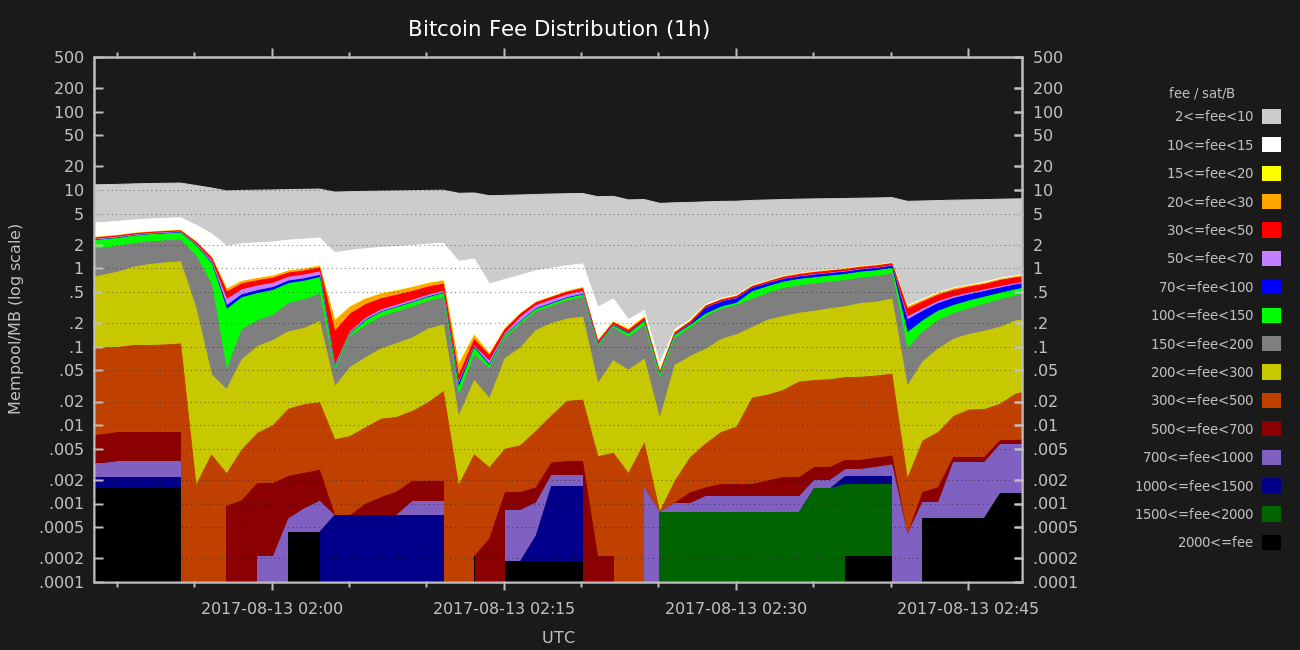 Bitcoin Fee Distribution (1h)
500 500
200 200
100 100
50 50
20 20
10 10
5 5
2 2
1 1
.5 .5
.2 .2
.1 .1
.05 .05
.02 .02
.01 .01
.005 .005
.002 .002
.001 .001
.0005 .0005
.0002 .0002
.0001 .0001
Mempool/MB (log scale)
2017-08-13 02:00 2017-08-13 02:15 2017-08-13 02:30 2017-08-13 02:45
UTC
fee / sat/B
2<=fee<10
10<=fee<15
15<=fee<20
20<=fee<30
30<=fee<50
50<=fee<70
70<=fee<100
100<=fee<150
150<=fee<200
200<=fee<300
300<=fee<500
500<=fee<700
700<=fee<1000
1000<=fee<1500
1500<=fee<2000
2000<=fee